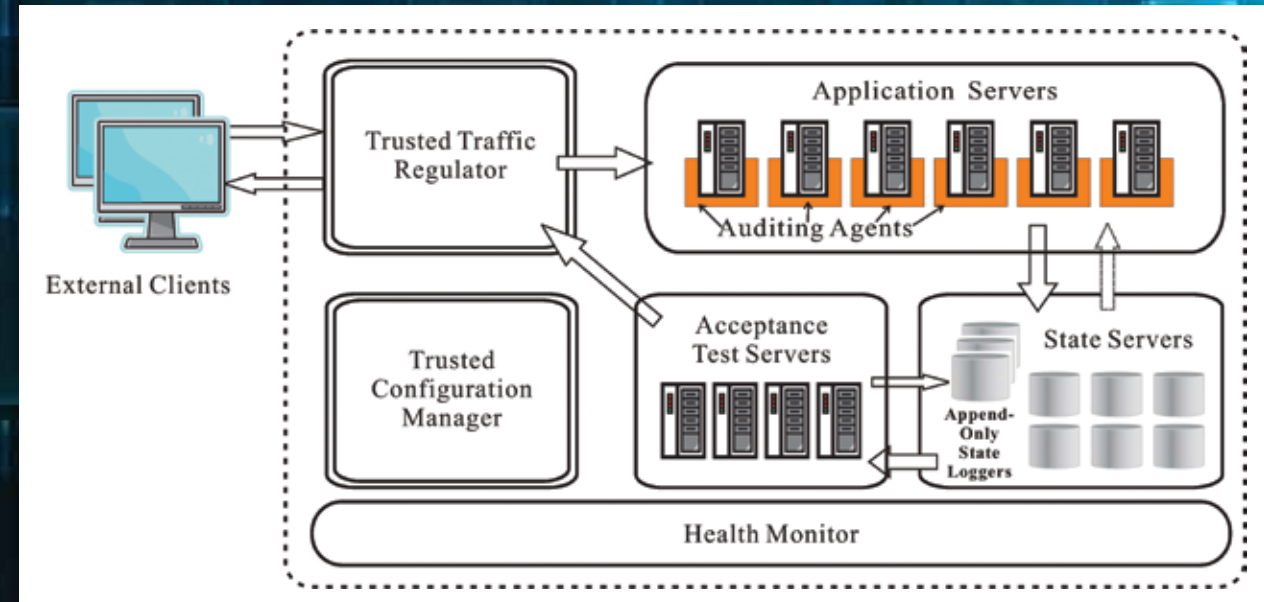 External Clients
Trusted Traffic
Regulator
Application Servers
Auditing Agents
Trusted
Configuration
Manager
Acceptance
Test Servers
State Servers
Append-
Only
State
Loggers
Health Monitor